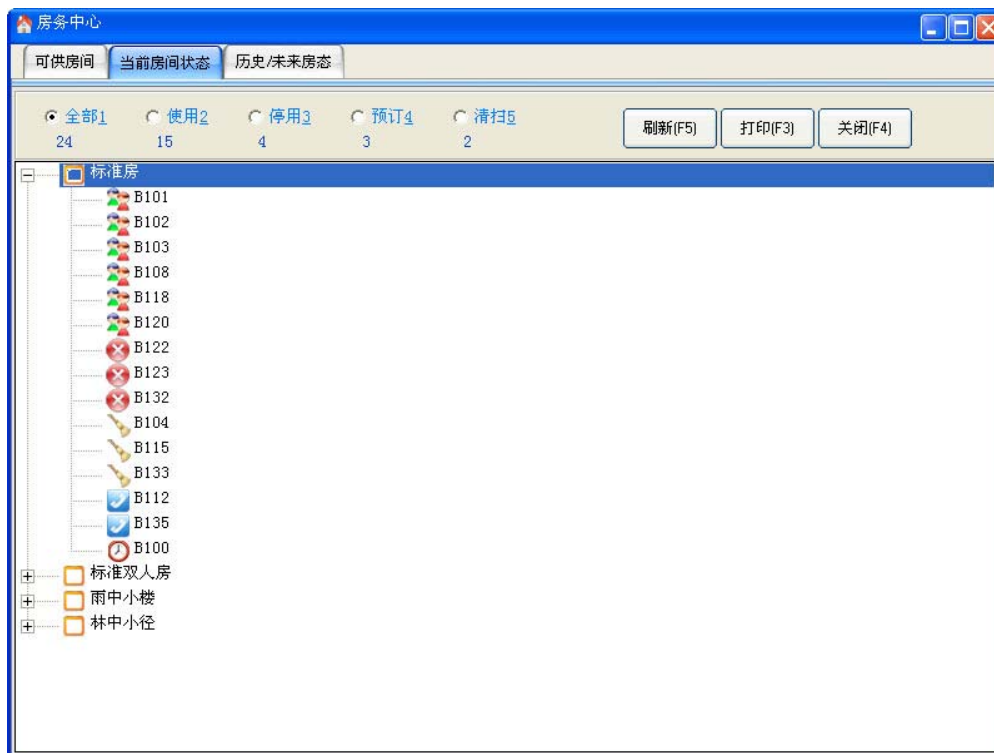 房务中心
可供房间 当前房间状态 历史/未来房态
全部1 使用2 停用3 预订4 清扫5 刷新(F5) 打印(F3) 关闭(F4)
24 15 4 3 2
标准房
B101
B102
B103
B108
B118
B120
B122
B123
B132
B104
B115
B133
B112
B135
B100
标准双人房
雨中小楼
林中小径